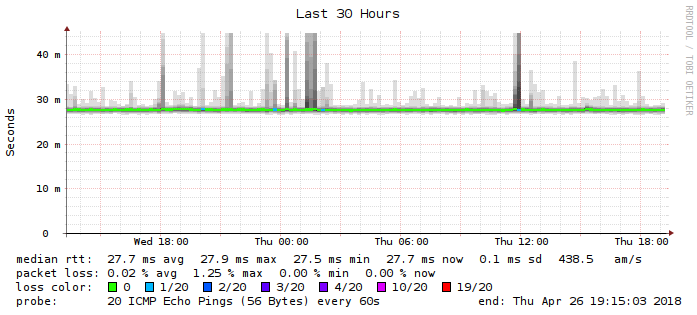 Last 30 Hours
RRDTOOL / TOBI OETIKER
Seconds
40 m
30 m
20 m
10 m
0
Wed 18:00 Thu 00:00 Thu 06:00 Thu 12:00 Thu 18:00
median rtt: 27.7 ms avg 27.9 ms max 27.5 ms min 27.7 ms now 0.1 ms sd 438.5 am/s
packet loss: 0.02 % avg 1.25 % max 0.00 % min 0.00 % now
loss color: 0 1/20 2/20 3/20 4/20 10/20 19/20
probe: 20 ICMP Echo Pings (56 Bytes) every 60s end: Thu Apr 26 19:15:03 2018